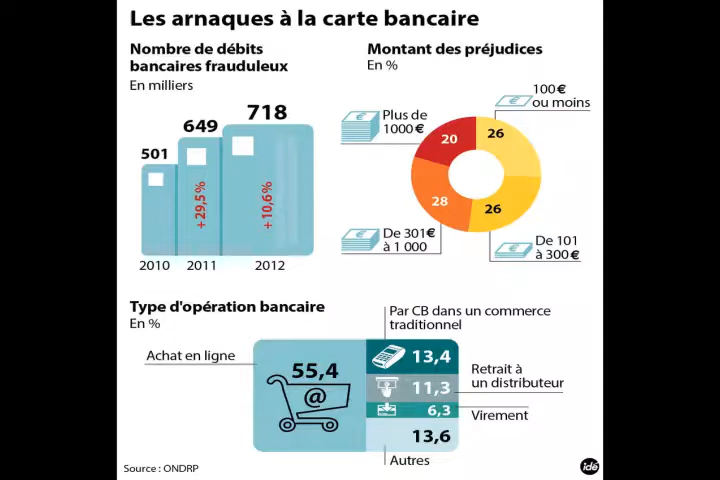 Les arnaques à la carte bancaire
Nombre de débits
bancaires frauduleux
En milliers
718
649
501
+29,5%
+10,6%
2010
2011
2012
Montant des préjudices
En %
100€
ou moins
Plus de
1000€
20
26
28
26
De 301€
à 1 000
De 101
à 300€
Type d'opération bancaire
En %
Par CB dans un commerce
traditionnel
Achat en ligne
55,4
@
13,4
Retrait à
un distributeur
11,3
6,3
Virement
13,6
Autres
Source : ONDRP
idé